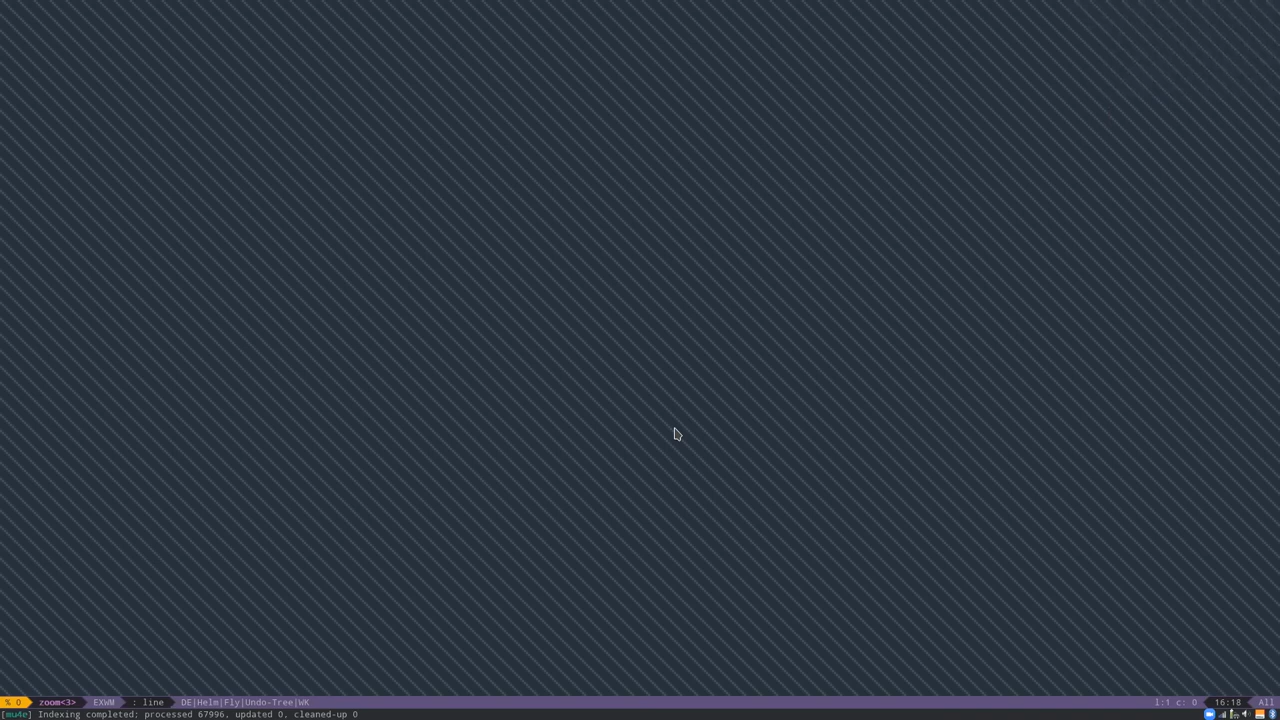 % 0 zoom<3> EXWM : line DE|Helm|Fly|Undo-Tree|WK l:1 c: 0 16:18 All
[mu4e] Indexing completed; processed 67996, updated 0, cleaned-up 0